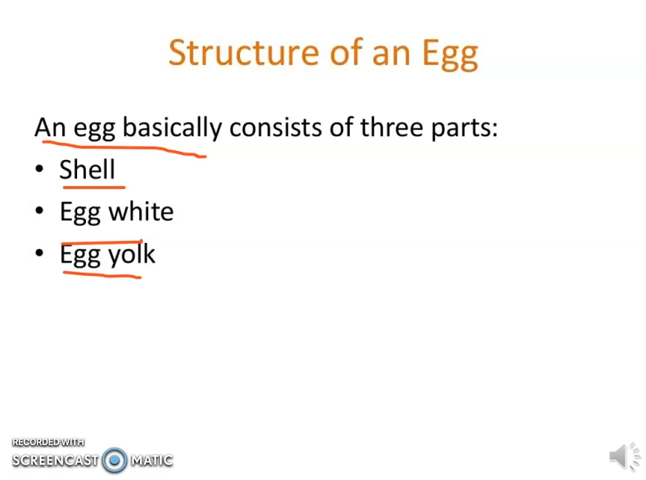 Structure of an Egg
An egg basically consists of three parts:
• Shell
• Egg white
• Egg yolk
RECORDED WITH
SCREENCAST MATIC